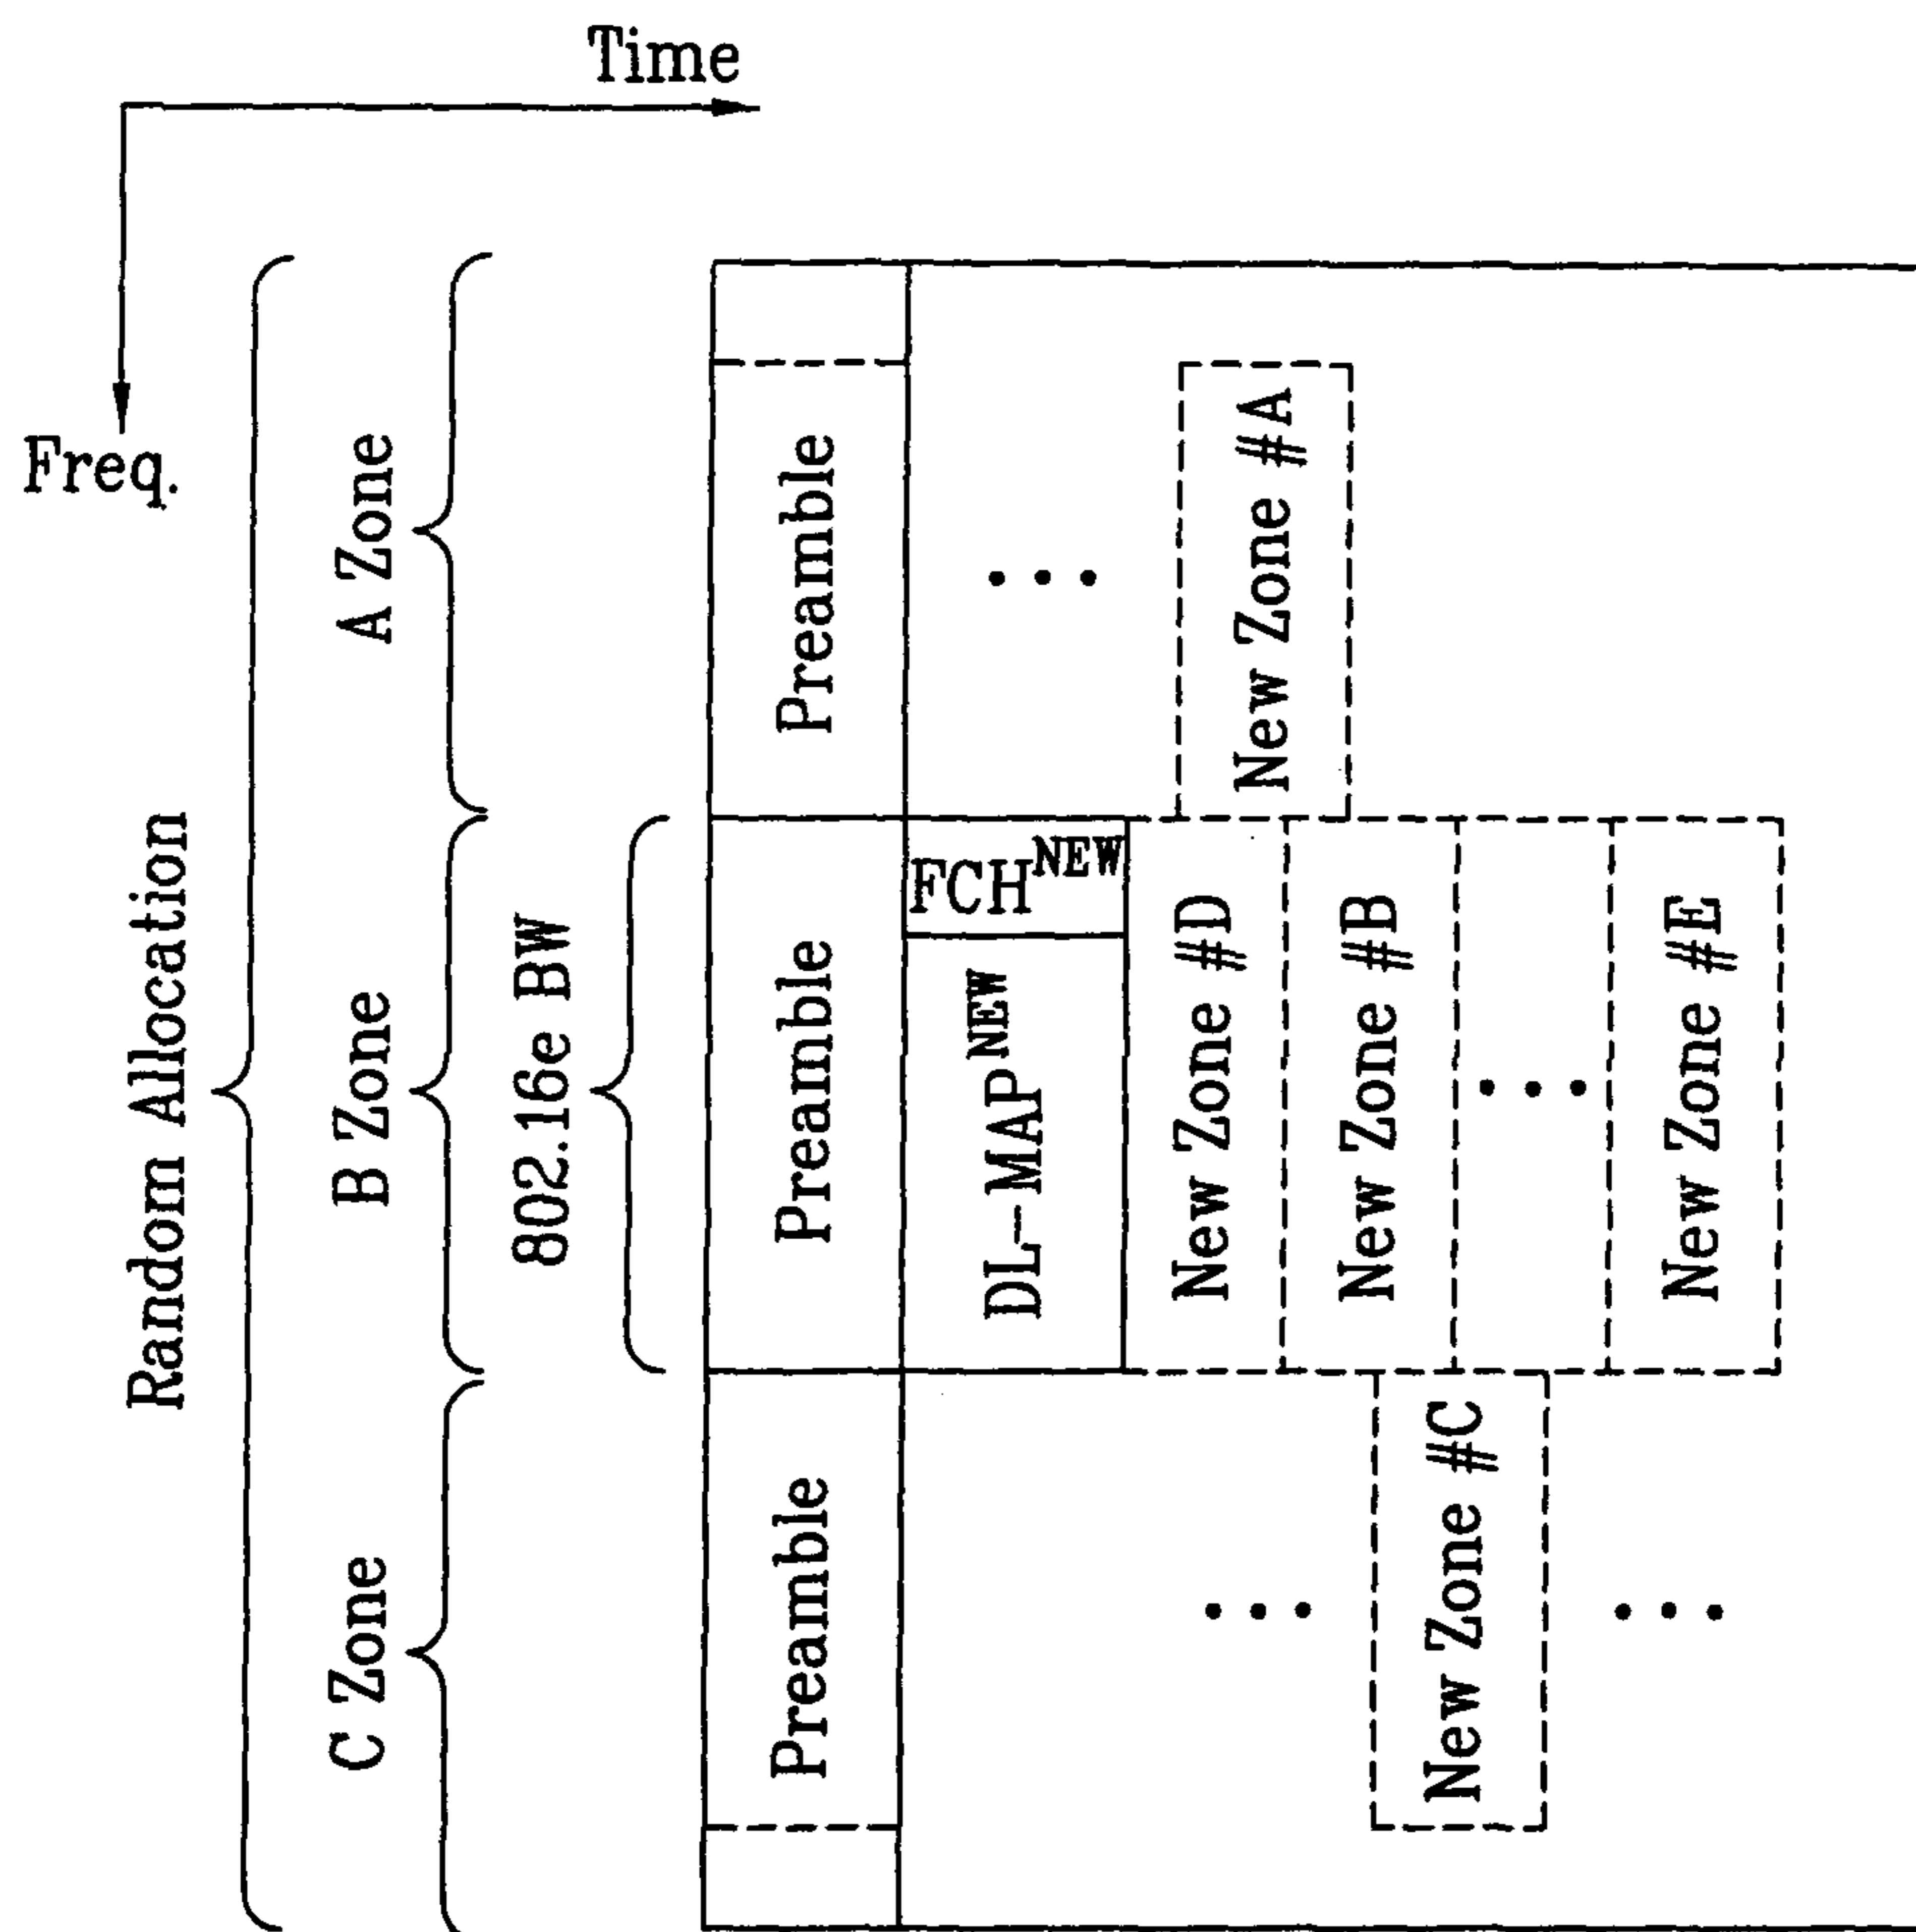 Time
Freq.
Random Allocation
A Zone
B Zone
C Zone
802.16e BW
Preamble
Preamble
Preamble
FCH NEW
DL-MAP NEW
New Zone #A
New Zone #D
New Zone #B
New Zone #E
New Zone #C